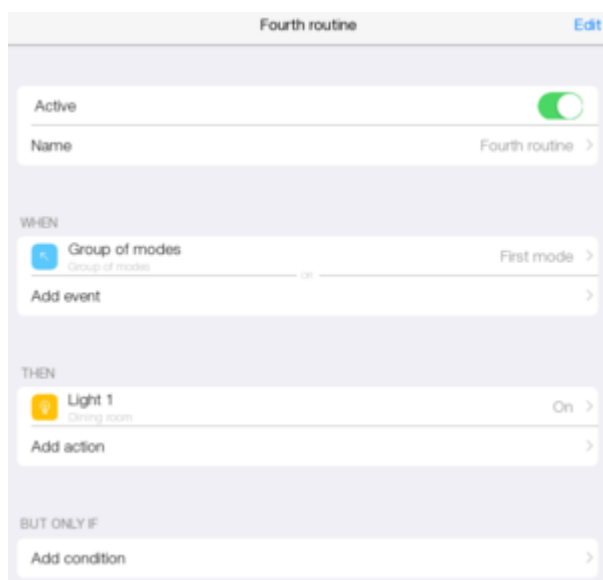 Fourth routine Edit
Active
Name Fourth routine
WHEN
Group of modes First mode
Group of modes
OR
Add event
THEN
Light 1 On
Dining room
Add action
BUT ONLY IF
Add condition